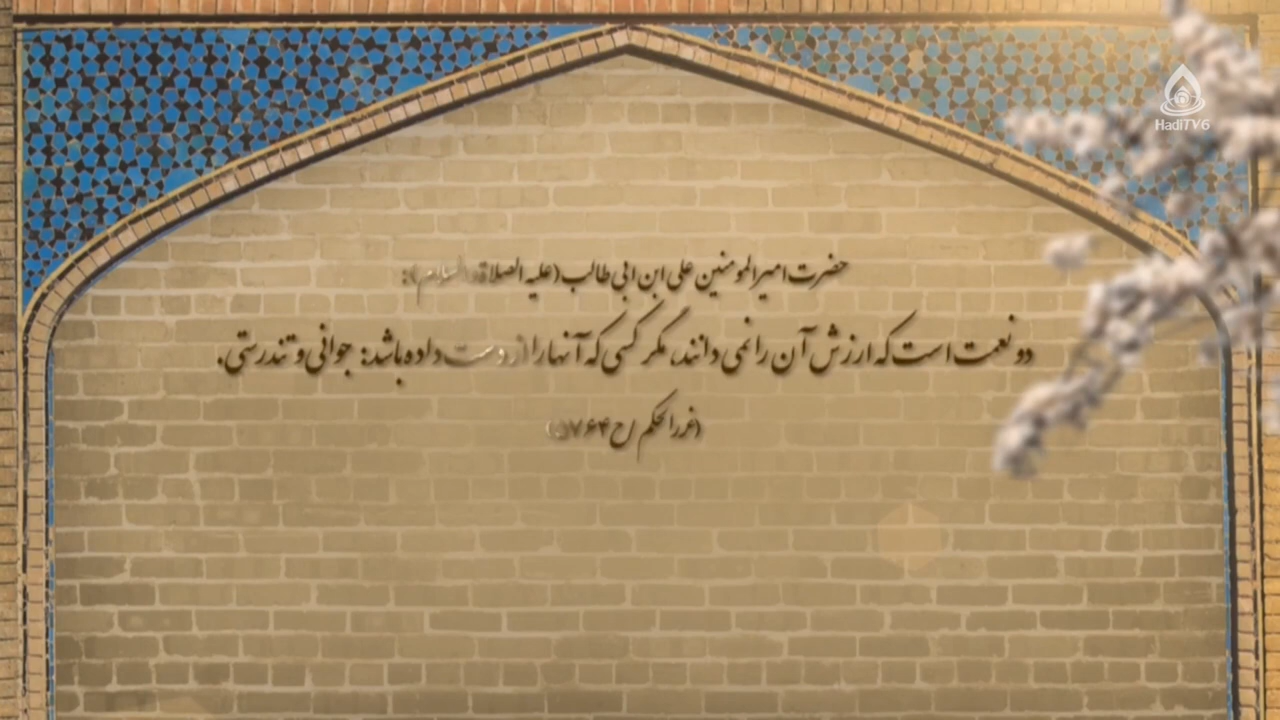 HadiTV6
حضرت امیرالمومنین علی ابن ابی طالب (علیه الصلاة والسلام):
دو نعمت است که ارزش آن را نمی دانند، مگر کسی که آنها را از دست داده باشد: جوانی و تندرستی.
(غررالحکم /ح ۵۷۶۴)